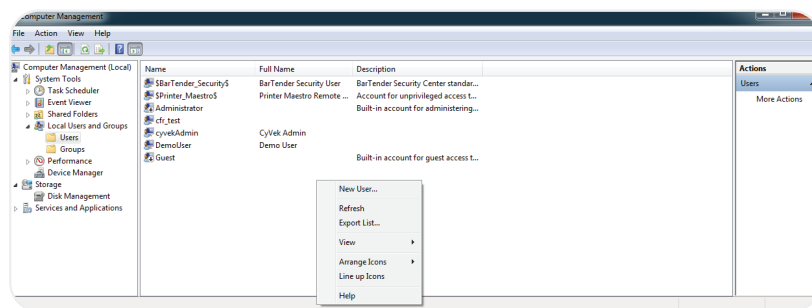 Computer Management
File Action View Help
Computer Management (Local)
System Tools
Task Scheduler
Event Viewer
Shared Folders
Local Users and Groups
Users
Groups
Performance
Device Manager
Storage
Disk Management
Services and Applications
Name Full Name Description
$BarTender_Security$ BarTender Security User BarTender Security Center standar...
$Printer_Maestro$ Printer Maestro Remote ... Account for unprivileged access t...
Administrator Built-in account for administering...
cfr_test
cyvekAdmin CyVek Admin
DemoUser Demo User
Guest Built-in account for guest access t...
New User...
Refresh
Export List...
View
Arrange Icons
Line up Icons
Help
Actions
Users
More Actions